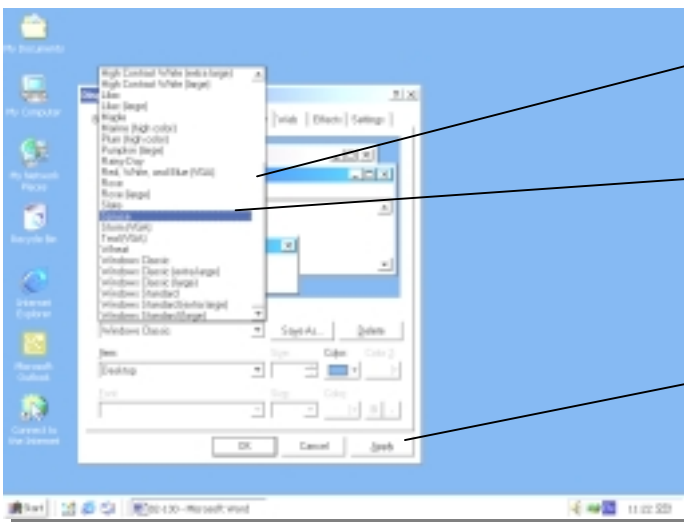 My Documents
My Computer
My Network
Places
Recycle Bin
Internet
Explorer
Microsoft
Outlook
Connect to
the Internet
High Contrast White (extra large)
High Contrast White (large)
Lilac
Lilac (large)
Maple
Marine (high color)
Plum (high color)
Pumpkin (large)
Rainy Day
Red, White, and Blue (VGA)
Rose
Rose (large)
Slate
Spruce
Storm (VGA)
Teal (VGA)
Wheat
Windows Classic
Windows Classic (extra large)
Windows Classic (large)
Windows Standard
Windows Standard (extra large)
Windows Standard (large)
Web Effects Settings
Windows Classic Save As... Delete
Item: Size: Color: Color 2:
Desktop
Font: Size: Color:
OK Cancel Apply
Start Microsoft Word 11:22